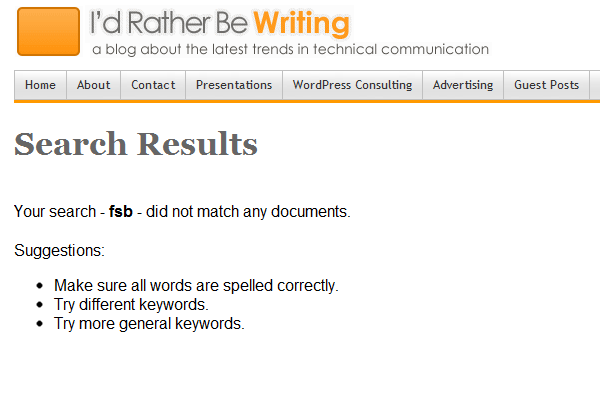 I'd Rather Be Writing
a blog about the latest trends in technical communication
Home About Contact Presentations WordPress Consulting Advertising Guest Posts
Search Results
Your search - fsb - did not match any documents.
Suggestions:
Make sure all words are spelled correctly.
Try different keywords.
Try more general keywords.